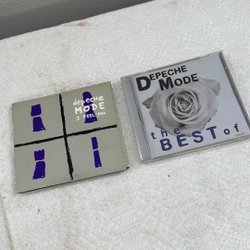 depeche
MODE
I FEEL YOU
DEPECHE
MODE
the
BEST of